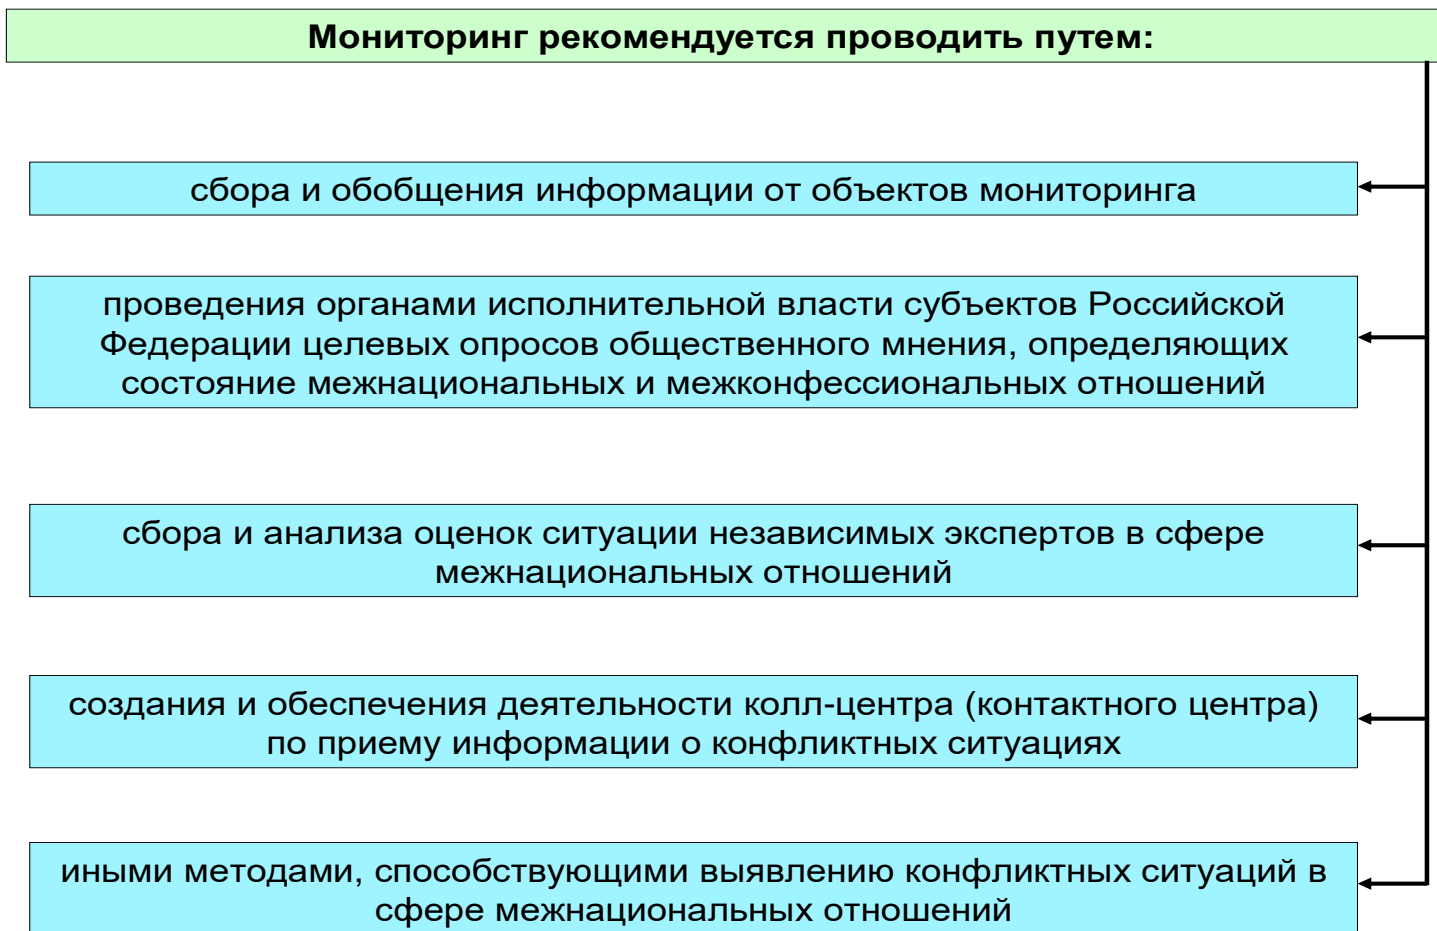 Мониторинг рекомендуется проводить путем:
сбора и обобщения информации от объектов мониторинга
проведения органами исполнительной власти субъектов Российской
Федерации целевых опросов общественного мнения, определяющих
состояние межнациональных и межконфессиональных отношений
сбора и анализа оценок ситуации независимых экспертов в сфере
межнациональных отношений
создания и обеспечения деятельности колл-центра (контактного центра)
по приему информации о конфликтных ситуациях
иными методами, способствующими выявлению конфликтных ситуаций в
сфере межнациональных отношений